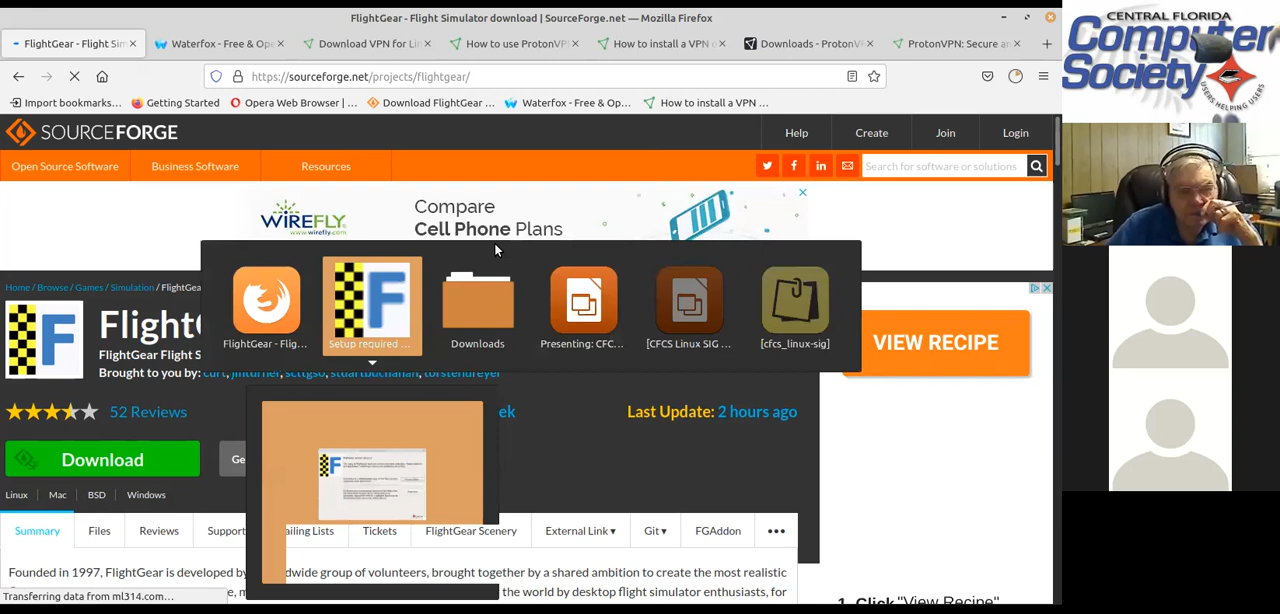 FlightGear - Flight Simulator download | SourceForge.net — Mozilla Firefox
FlightGear - Flight Sim
Waterfox - Free & Ope
Download VPN for Lin
How to use ProtonVP
How to install a VPN o
Downloads - ProtonV
ProtonVPN: Secure an
https://sourceforge.net/projects/flightgear/
Import bookmarks...
Getting Started
Opera Web Browser | ...
Download FlightGear ...
Waterfox - Free & Op...
How to install a VPN ...
SOURCEFORGE
Help
Create
Join
Login
Open Source Software
Business Software
Resources
Search for software or solutions
WIREFLY
www.wirefly.com
Compare
Cell Phone Plans
Home / Browse / Games / Simulation / FlightGea
FlightGear - Flig...
Setup required ...
Downloads
Presenting: CFC...
[CFCS Linux SIG ...
[cfcs_linux-sig]
Flight
FlightGear Flight S
Brought to you by: curt, jmturner, scttgs0, stuartbuchanan, torstendreyer
VIEW RECIPE
52 Reviews
ek
Last Update: 2 hours ago
Download
Ge
Linux
Mac
BSD
Windows
Summary
Files
Reviews
Support
ailing Lists
Tickets
FlightGear Scenery
External Link ▾
Git ▾
FGAddon
•••
Founded in 1997, FlightGear is developed by
dwide group of volunteers, brought together by a shared ambition to create the most realistic
the world by desktop flight simulator enthusiasts, for
Transferring data from ml314.com...
1. Click "View Recipe"
CENTRAL FLORIDA
Computer
Society
USERS HELPING USERS